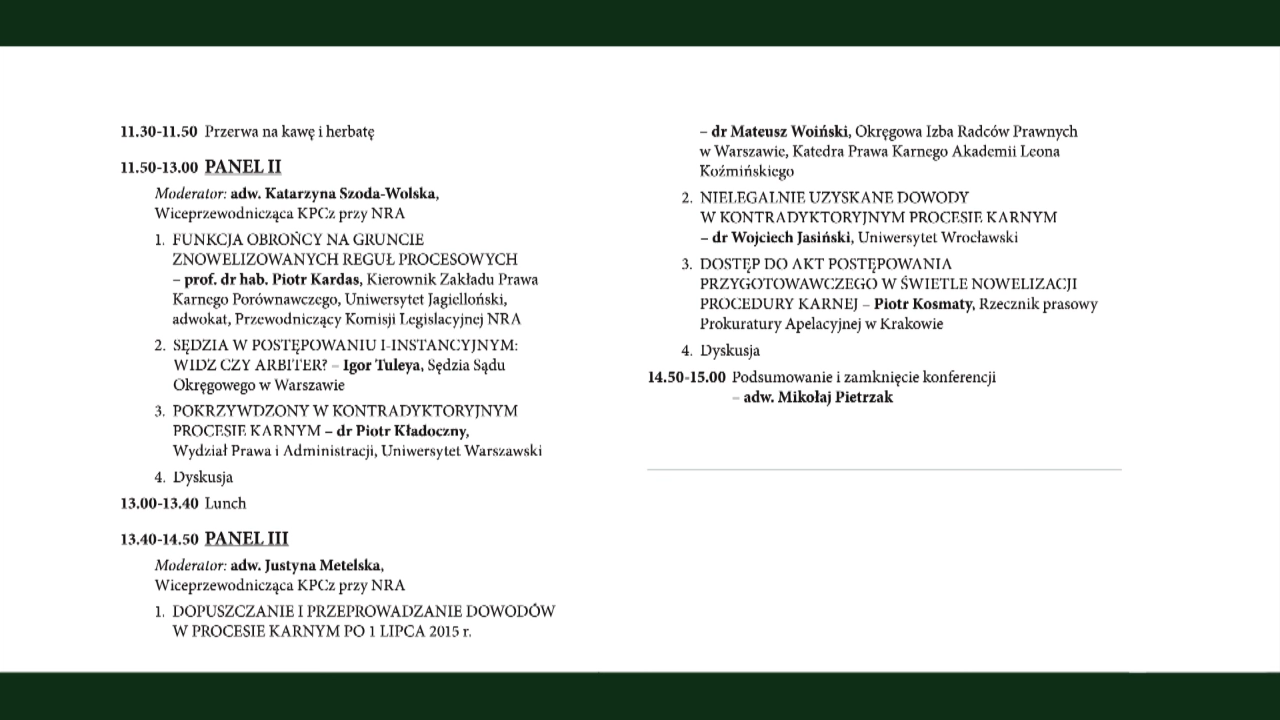 11.30-11.50 Przerwa na kawę i herbatę
11.50-13.00 PANEL II
Moderator: adw. Katarzyna Szoda-Wolska,
Wiceprzewodnicząca KPCz przy NRA
1. FUNKCJA OBROŃCY NA GRUNCIE
ZNOWELIZOWANYCH REGUŁ PROCESOWYCH
– prof. dr hab. Piotr Kardas, Kierownik Zakładu Prawa
Karnego Porównawczego, Uniwersytet Jagielloński,
adwokat, Przewodniczący Komisji Legislacyjnej NRA
2. SĘDZIA W POSTĘPOWANIU I-INSTANCYJNYM:
WIDZ CZY ARBITER? – Igor Tuleya, Sędzia Sądu
Okręgowego w Warszawie
3. POKRZYWDZONY W KONTRADYKTORYJNYM
PROCESIE KARNYM – dr Piotr Kładoczny,
Wydział Prawa i Administracji, Uniwersytet Warszawski
4. Dyskusja
13.00-13.40 Lunch
13.40-14.50 PANEL III
Moderator: adw. Justyna Metelska,
Wiceprzewodnicząca KPCz przy NRA
1. DOPUSZCZANIE I PRZEPROWADZANIE DOWODÓW
W PROCESIE KARNYM PO 1 LIPCA 2015 r.
– dr Mateusz Woiński, Okręgowa Izba Radców Prawnych
w Warszawie, Katedra Prawa Karnego Akademii Leona
Koźmińskiego
2. NIELEGALNIE UZYSKANE DOWODY
W KONTRADYKTORYJNYM PROCESIE KARNYM
– dr Wojciech Jasiński, Uniwersytet Wrocławski
3. DOSTĘP DO AKT POSTĘPOWANIA
PRZYGOTOWAWCZEGO W ŚWIETLE NOWELIZACJI
PROCEDURY KARNEJ – Piotr Kosmaty, Rzecznik prasowy
Prokuratury Apelacyjnej w Krakowie
4. Dyskusja
14.50-15.00 Podsumowanie i zamknięcie konferencji
– adw. Mikołaj Pietrzak